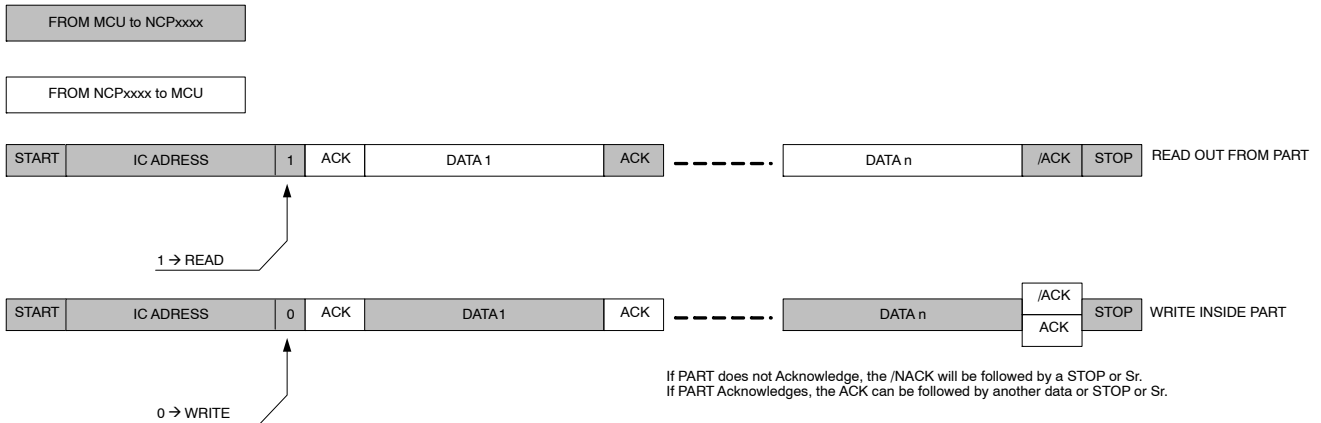 FROM MCU to NCPxxxx
FROM NCPxxxx to MCU
START IC ADRESS 1 ACK DATA 1 ACK DATA n /ACK STOP READ OUT FROM PART
1 → READ
START IC ADRESS 0 ACK DATA1 ACK DATA n /ACK ACK STOP WRITE INSIDE PART
If PART does not Acknowledge, the /NACK will be followed by a STOP or Sr.
If PART Acknowledges, the ACK can be followed by another data or STOP or Sr.
0 → WRITE